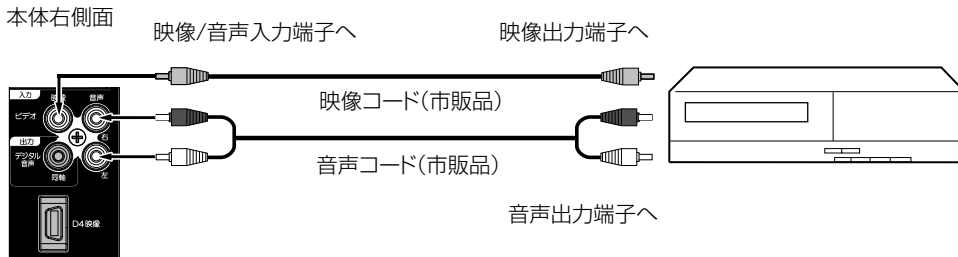 本体右側面
映像/音声入力端子へ
映像出力端子へ
入力
映像
音声
ビデオ
右
映像コード(市販品)
出力
デジタル
音声
同軸
左
音声コード(市販品)
音声出力端子へ
D4映像